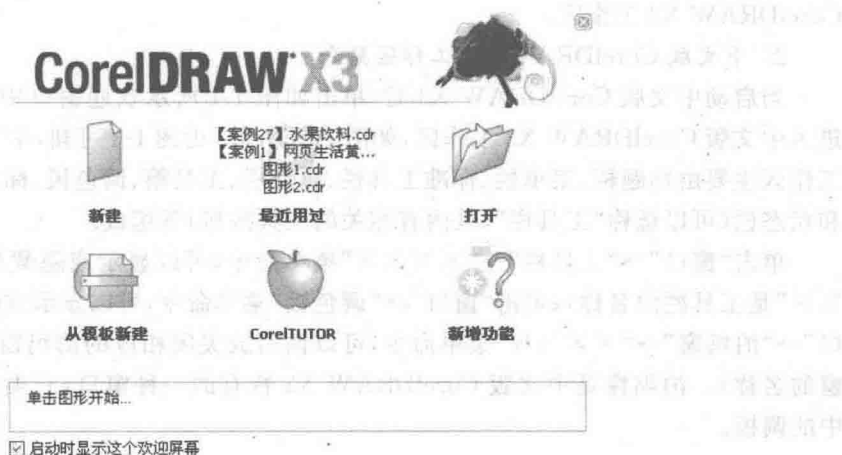 CorelDRAW X3
【案例27】水果饮料.cdr
【案例1】网页生活黄...
图形1.cdr
图形2.cdr
新建
最近用过
打开
从模板新建
CorelTUTOR
新增功能
单击图形开始...
启动时显示这个欢迎屏幕